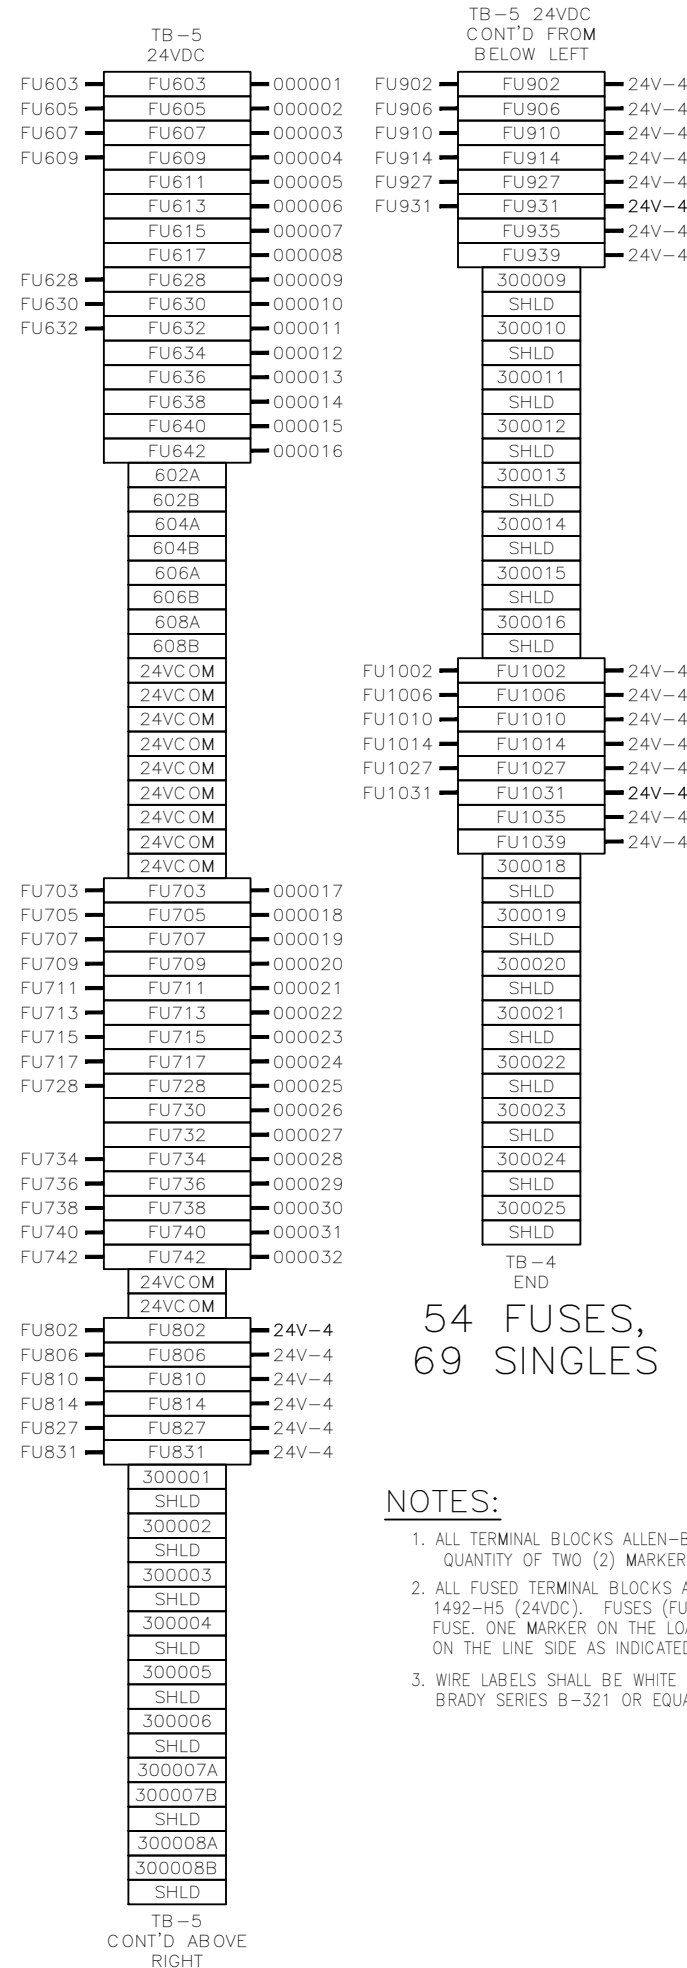 TB-5
24VDC
FU603 FU603 000001
FU605 FU605 000002
FU607 FU607 000003
FU609 FU609 000004
FU611 000005
FU613 000006
FU615 000007
FU617 000008
FU628 FU628 000009
FU630 FU630 000010
FU632 FU632 000011
FU634 000012
FU636 000013
FU638 000014
FU640 000015
FU642 000016
602A
602B
604A
604B
606A
606B
608A
608B
24VCOM
24VCOM
24VCOM
24VCOM
24VCOM
24VCOM
24VCOM
24VCOM
24VCOM
FU703 FU703 000017
FU705 FU705 000018
FU707 FU707 000019
FU709 FU709 000020
FU711 FU711 000021
FU713 FU713 000022
FU715 FU715 000023
FU717 FU717 000024
FU728 FU728 000025
FU730 000026
FU732 000027
FU734 FU734 000028
FU736 FU736 000029
FU738 FU738 000030
FU740 FU740 000031
FU742 FU742 000032
24VCOM
24VCOM
FU802 FU802 24V-4
FU806 FU806 24V-4
FU810 FU810 24V-4
FU814 FU814 24V-4
FU827 FU827 24V-4
FU831 FU831 24V-4
300001
SHLD
300002
SHLD
300003
SHLD
300004
SHLD
300005
SHLD
300006
SHLD
300007A
300007B
SHLD
300008A
300008B
SHLD
TB-5
CONT'D ABOVE
RIGHT
TB-5 24VDC
CONT'D FROM
BELOW LEFT
FU902 FU902 24V-4
FU906 FU906 24V-4
FU910 FU910 24V-4
FU914 FU914 24V-4
FU927 FU927 24V-4
FU931 FU931 24V-4
FU935 24V-4
FU939 24V-4
300009
SHLD
300010
SHLD
300011
SHLD
300012
SHLD
300013
SHLD
300014
SHLD
300015
SHLD
300016
SHLD
FU1002 FU1002 24V-4
FU1006 FU1006 24V-4
FU1010 FU1010 24V-4
FU1014 FU1014 24V-4
FU1027 FU1027 24V-4
FU1031 FU1031 24V-4
FU1035 24V-4
FU1039 24V-4
300018
SHLD
300019
SHLD
300020
SHLD
300021
SHLD
300022
SHLD
300023
SHLD
300024
SHLD
300025
SHLD
TB-4
END
54 FUSES,
69 SINGLES
NOTES:
1. ALL TERMINAL BLOCKS ALLEN-B
QUANTITY OF TWO (2) MARKER
2. ALL FUSED TERMINAL BLOCKS A
1492-H5 (24VDC). FUSES (FU
FUSE. ONE MARKER ON THE LOA
ON THE LINE SIDE AS INDICATED
3. WIRE LABELS SHALL BE WHITE
BRADY SERIES B-321 OR EQUA